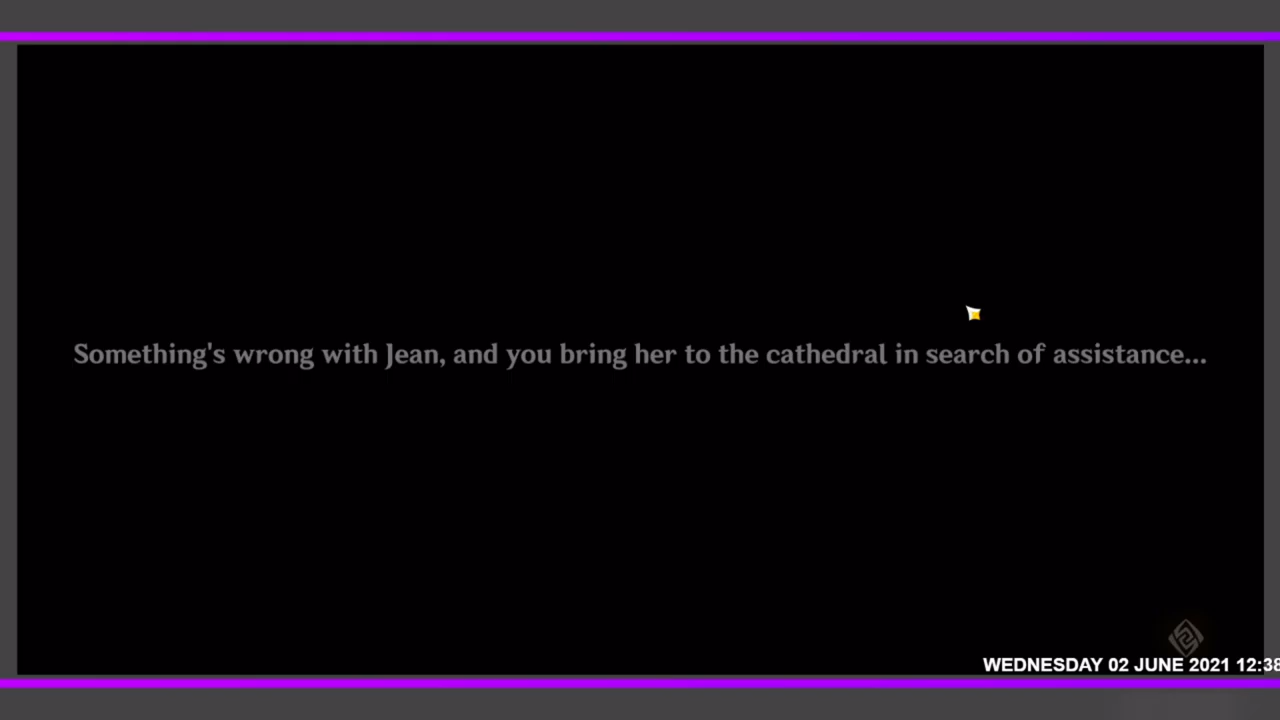 Something's wrong with Jean, and you bring her to the cathedral in search of assistance...
WEDNESDAY 02 JUNE 2021 12:38